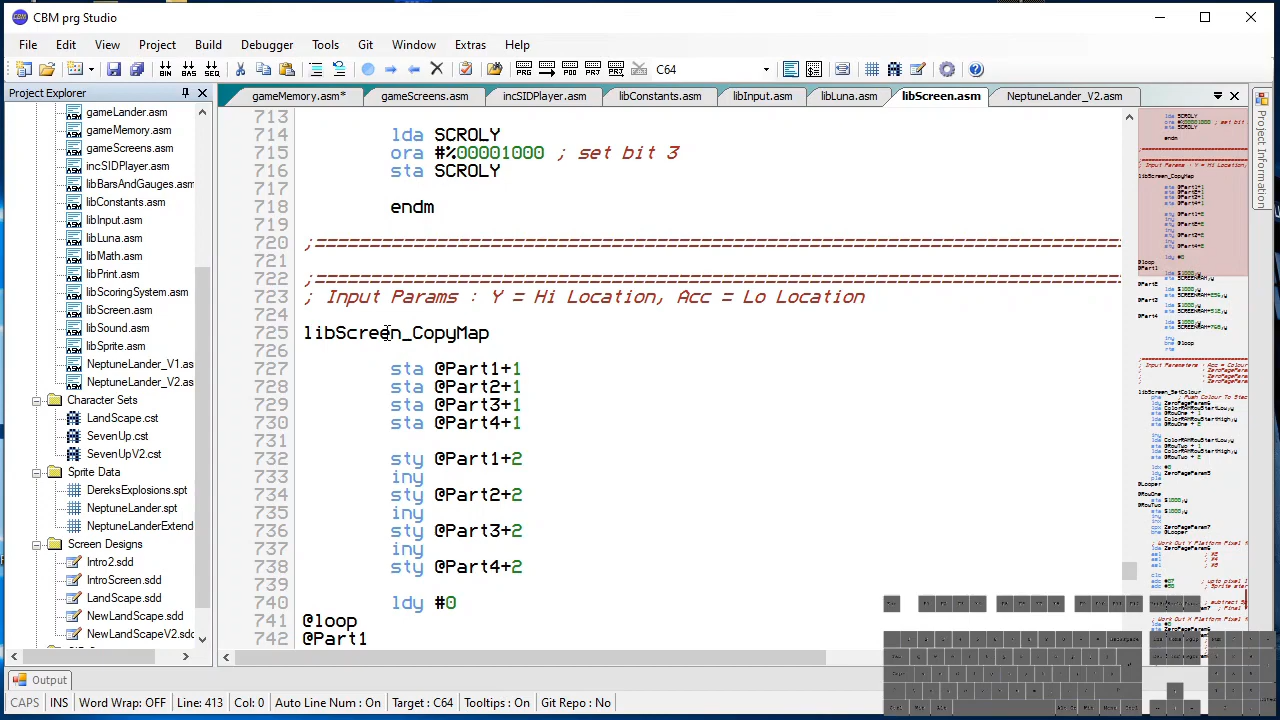 CBM prg Studio
File Edit View Project Build Debugger Tools Git Window Extras Help
C64
Project Explorer
gameMemory.asm* gameScreens.asm incSIDPlayer.asm libConstants.asm libInput.asm libLuna.asm libScreen.asm NeptuneLander_V2.asm
Project Information
gameLander.asm
gameMemory.asm
gameScreens.asm
incSIDPlayer.asm
libBarsAndGauges.asm
libConstants.asm
libInput.asm
libLuna.asm
libMath.asm
libPrint.asm
libScoringSystem.asm
libScreen.asm
libSound.asm
libSprite.asm
NeptuneLander_V1.as
NeptuneLander_V2.as
Character Sets
LandScape.cst
SevenUp.cst
SevenUpV2.cst
Sprite Data
DereksExplosions.spt
NeptuneLander.spt
NeptuneLanderExtend
Screen Designs
Intro2.sdd
IntroScreen.sdd
LandScape.sdd
NewLandScape.sdd
NewLandScapeV2.sdd
713
714 lda SCROLY
715 ora #%00001000 ; set bit 3
716 sta SCROLY
717
718 endm
719
720 ;==============================================================================
721
722 ;==============================================================================
723 ; Input Params : Y = Hi Location, Acc = Lo Location
724
725 libScreen_CopyMap
726
727 sta @Part1+1
728 sta @Part2+1
729 sta @Part3+1
730 sta @Part4+1
731
732 sty @Part1+2
733 iny
734 sty @Part2+2
735 iny
736 sty @Part3+2
737 iny
738 sty @Part4+2
739
740 ldy #0
741 @loop
742 @Part1
Output
CAPS INS Word Wrap: OFF Line: 413 Col: 0 Auto Line Num : On Target : C64 Tooltips: On Git Repo : No